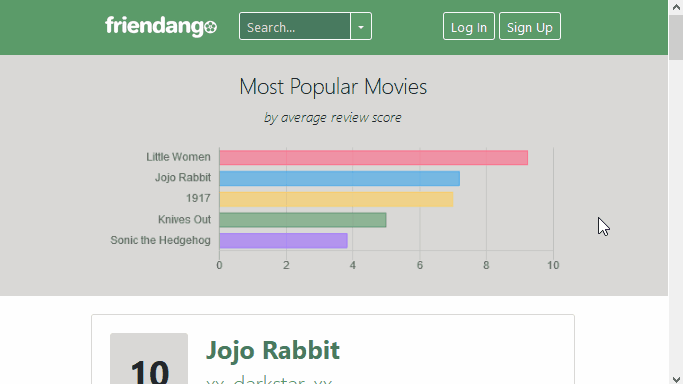 friendango Search... Log In Sign Up
Most Popular Movies
by average review score
Little Women
Jojo Rabbit
1917
Knives Out
Sonic the Hedgehog
0 2 4 6 8 10
10 Jojo Rabbit
xx_darkstar_xx